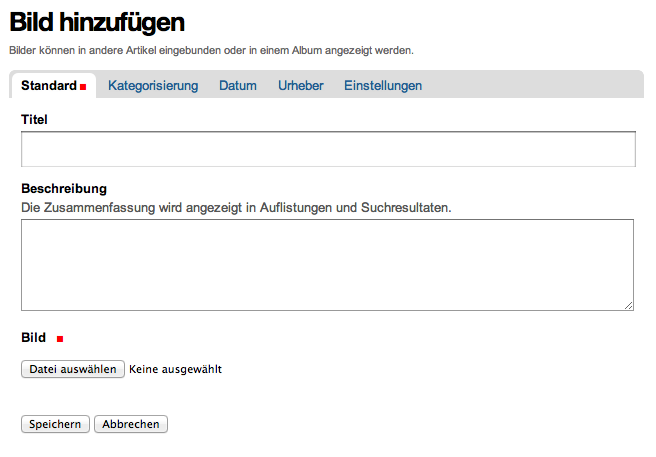 Bild hinzufügen
Bilder können in andere Artikel eingebunden oder in einem Album angezeigt werden.
Standard Kategorisierung Datum Urheber Einstellungen
Titel
Beschreibung
Die Zusammenfassung wird angezeigt in Auflistungen und Suchresultaten.
Bild
Datei auswählen Keine ausgewählt
Speichern Abbrechen